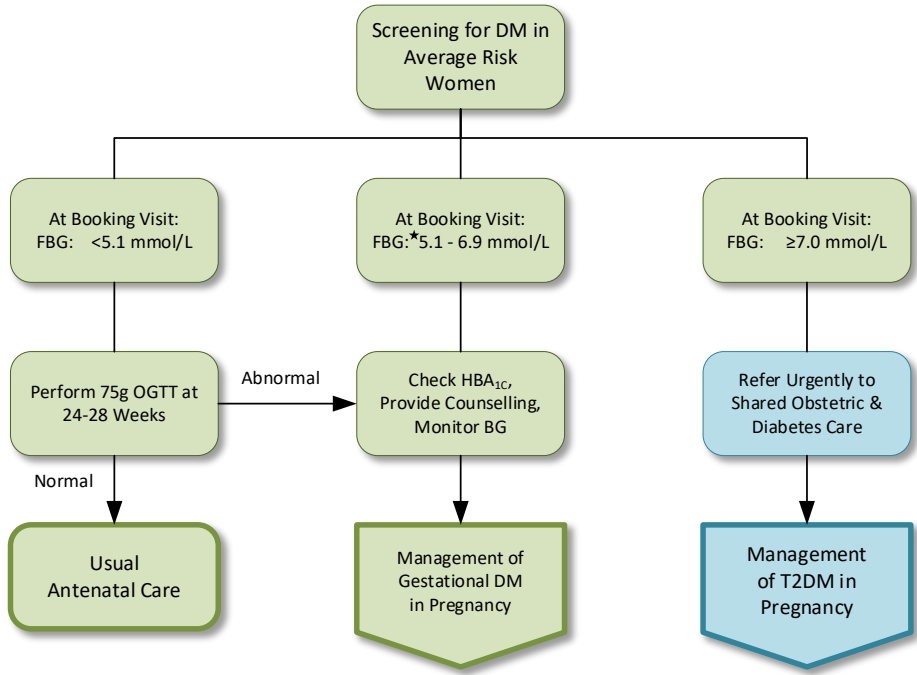 Screening for DM in
Average Risk
Women
At Booking Visit:
FBG: <5.1 mmol/L
At Booking Visit:
FBG:★5.1 - 6.9 mmol/L
At Booking Visit:
FBG: ≥7.0 mmol/L
Perform 75g OGTT at
24-28 Weeks
Abnormal
Check HBA1C,
Provide Counselling,
Monitor BG
Refer Urgently to
Shared Obstetric &
Diabetes Care
Normal
Usual
Antenatal Care
Management of
Gestational DM
in Pregnancy
Management
of T2DM in
Pregnancy